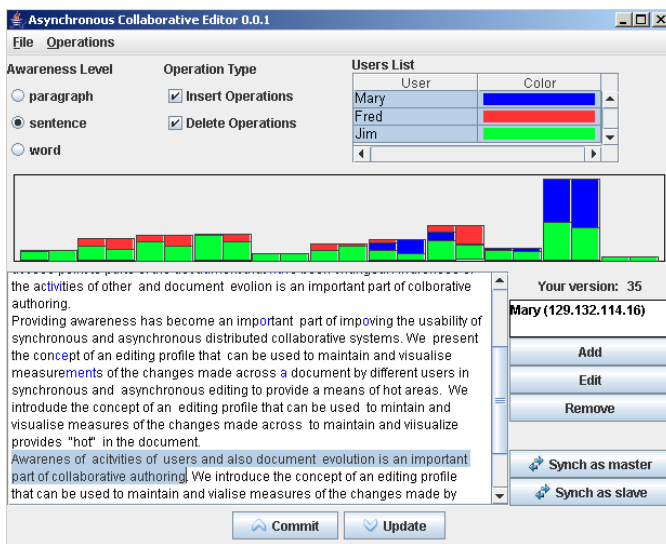 Asynchronous Collaborative Editor 0.0.1
File Operations
Awareness Level
Operation Type
Users List
paragraph
sentence
word
Insert Operations
Delete Operations
User Color
Mary
Fred
Jim
the activities of other and document evolion is an important part of colborative
authoring.
Providing awareness has become an important part of impoving the usability of
synchronous and asynchronous distributed collaborative systems. We present
the concept of an editing profile that can be used to maintain and visualise
measurements of the changes made across a document by different users in
synchronous and asynchronous editing to provide a means of hot areas. We
introdude the concept of an editing profile that can be used to mintain and
visualise measures of the changes made across to maintain and viisualize
provides "hot" in the document.
Awarenes of acitvities of users and also document evolution is an important
part of collaborative authoring. We introduce the concept of an editing profile
that can be used to maintain and vialise measures of the changes made by
Your version: 35
Mary (129.132.114.16)
Add
Edit
Remove
Synch as master
Synch as slave
Commit
Update